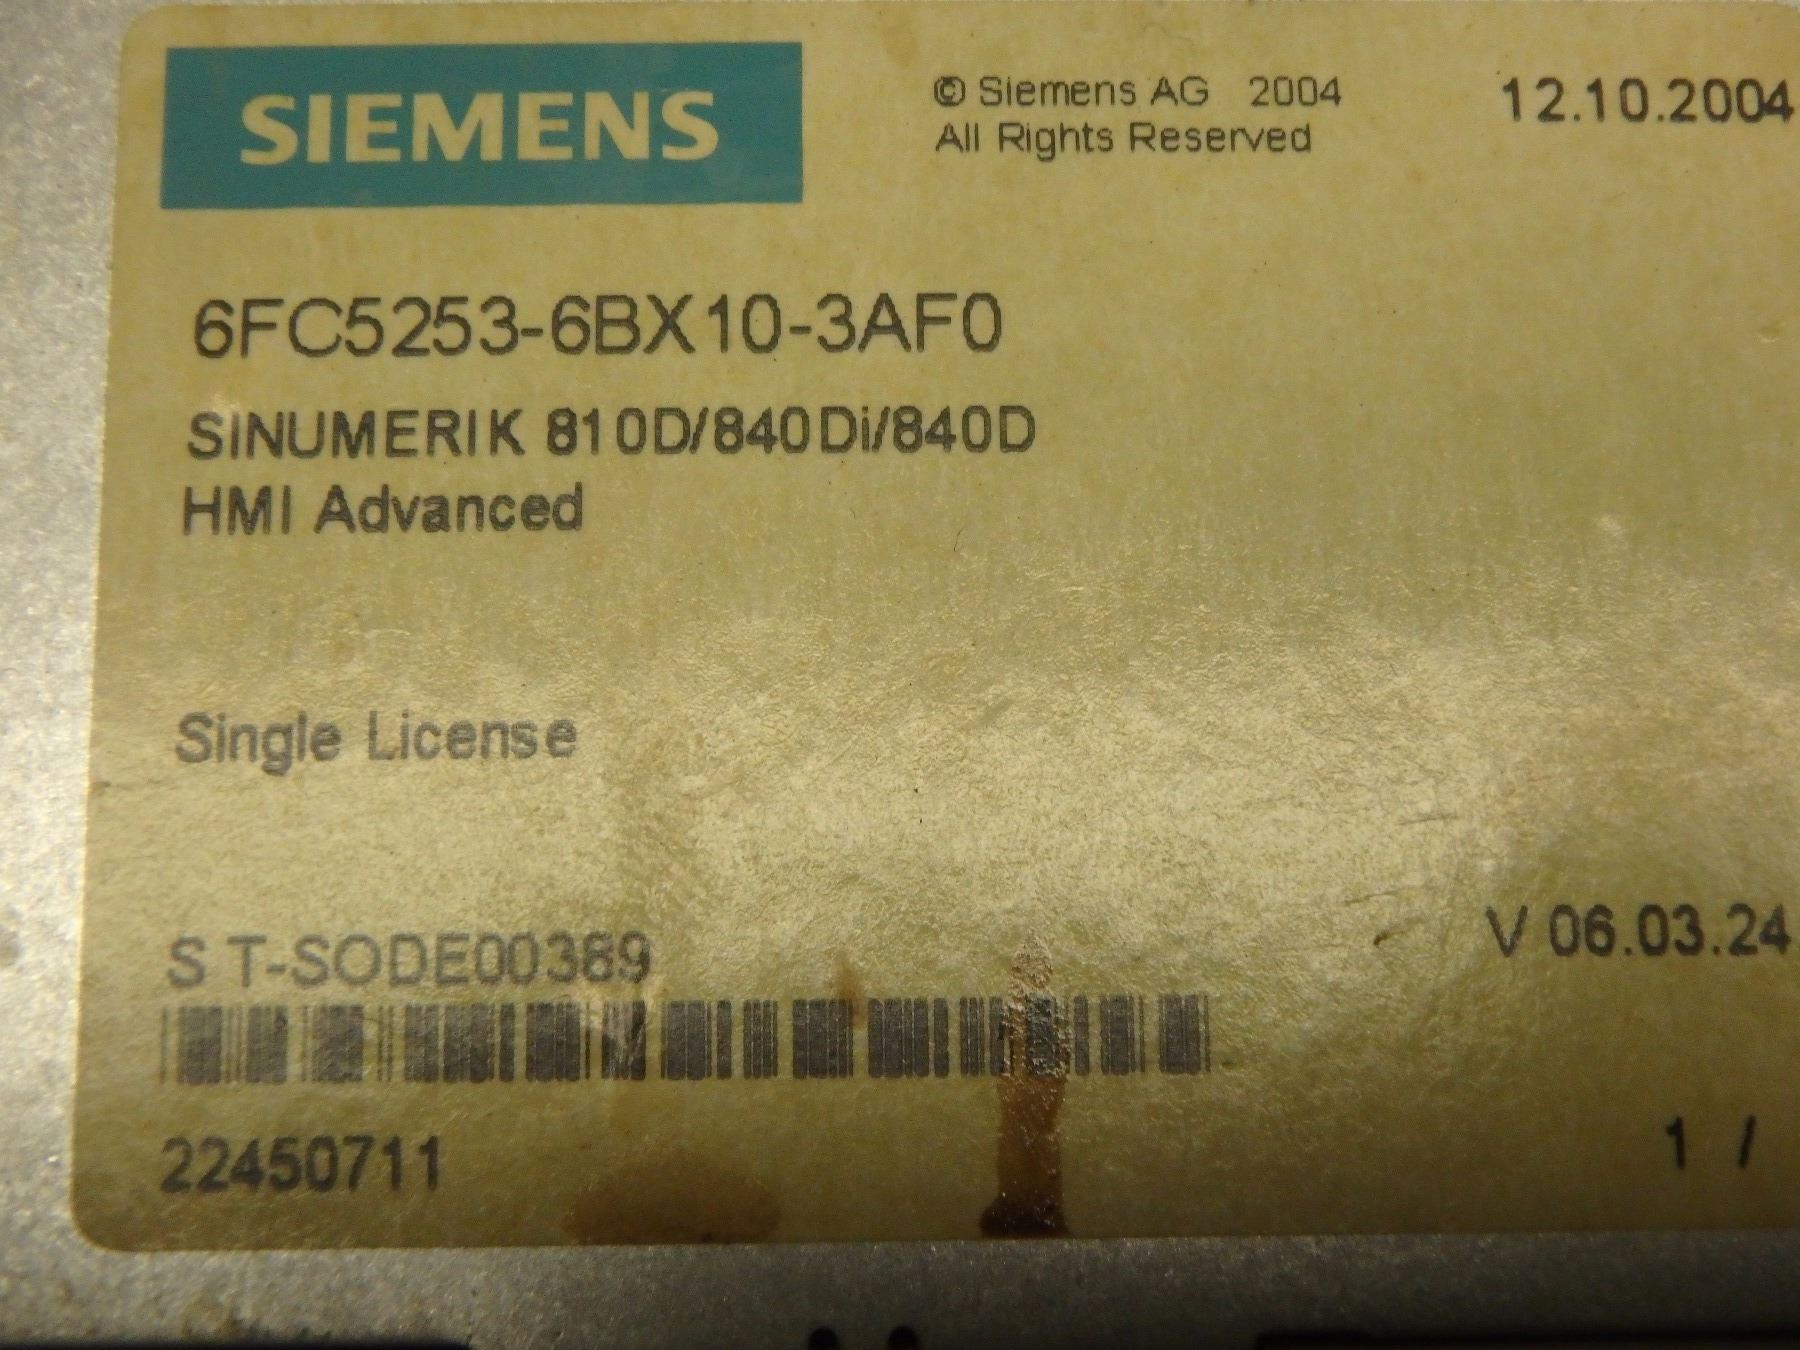 SIEMENS
© Siemens AG 2004
All Rights Reserved
12.10.2004
6FC5253-6BX10-3AF0
SINUMERIK 810D/840Di/840D
HMI Advanced
Single License
S T-SODE00389
V 06.03.24
22450711
1 /